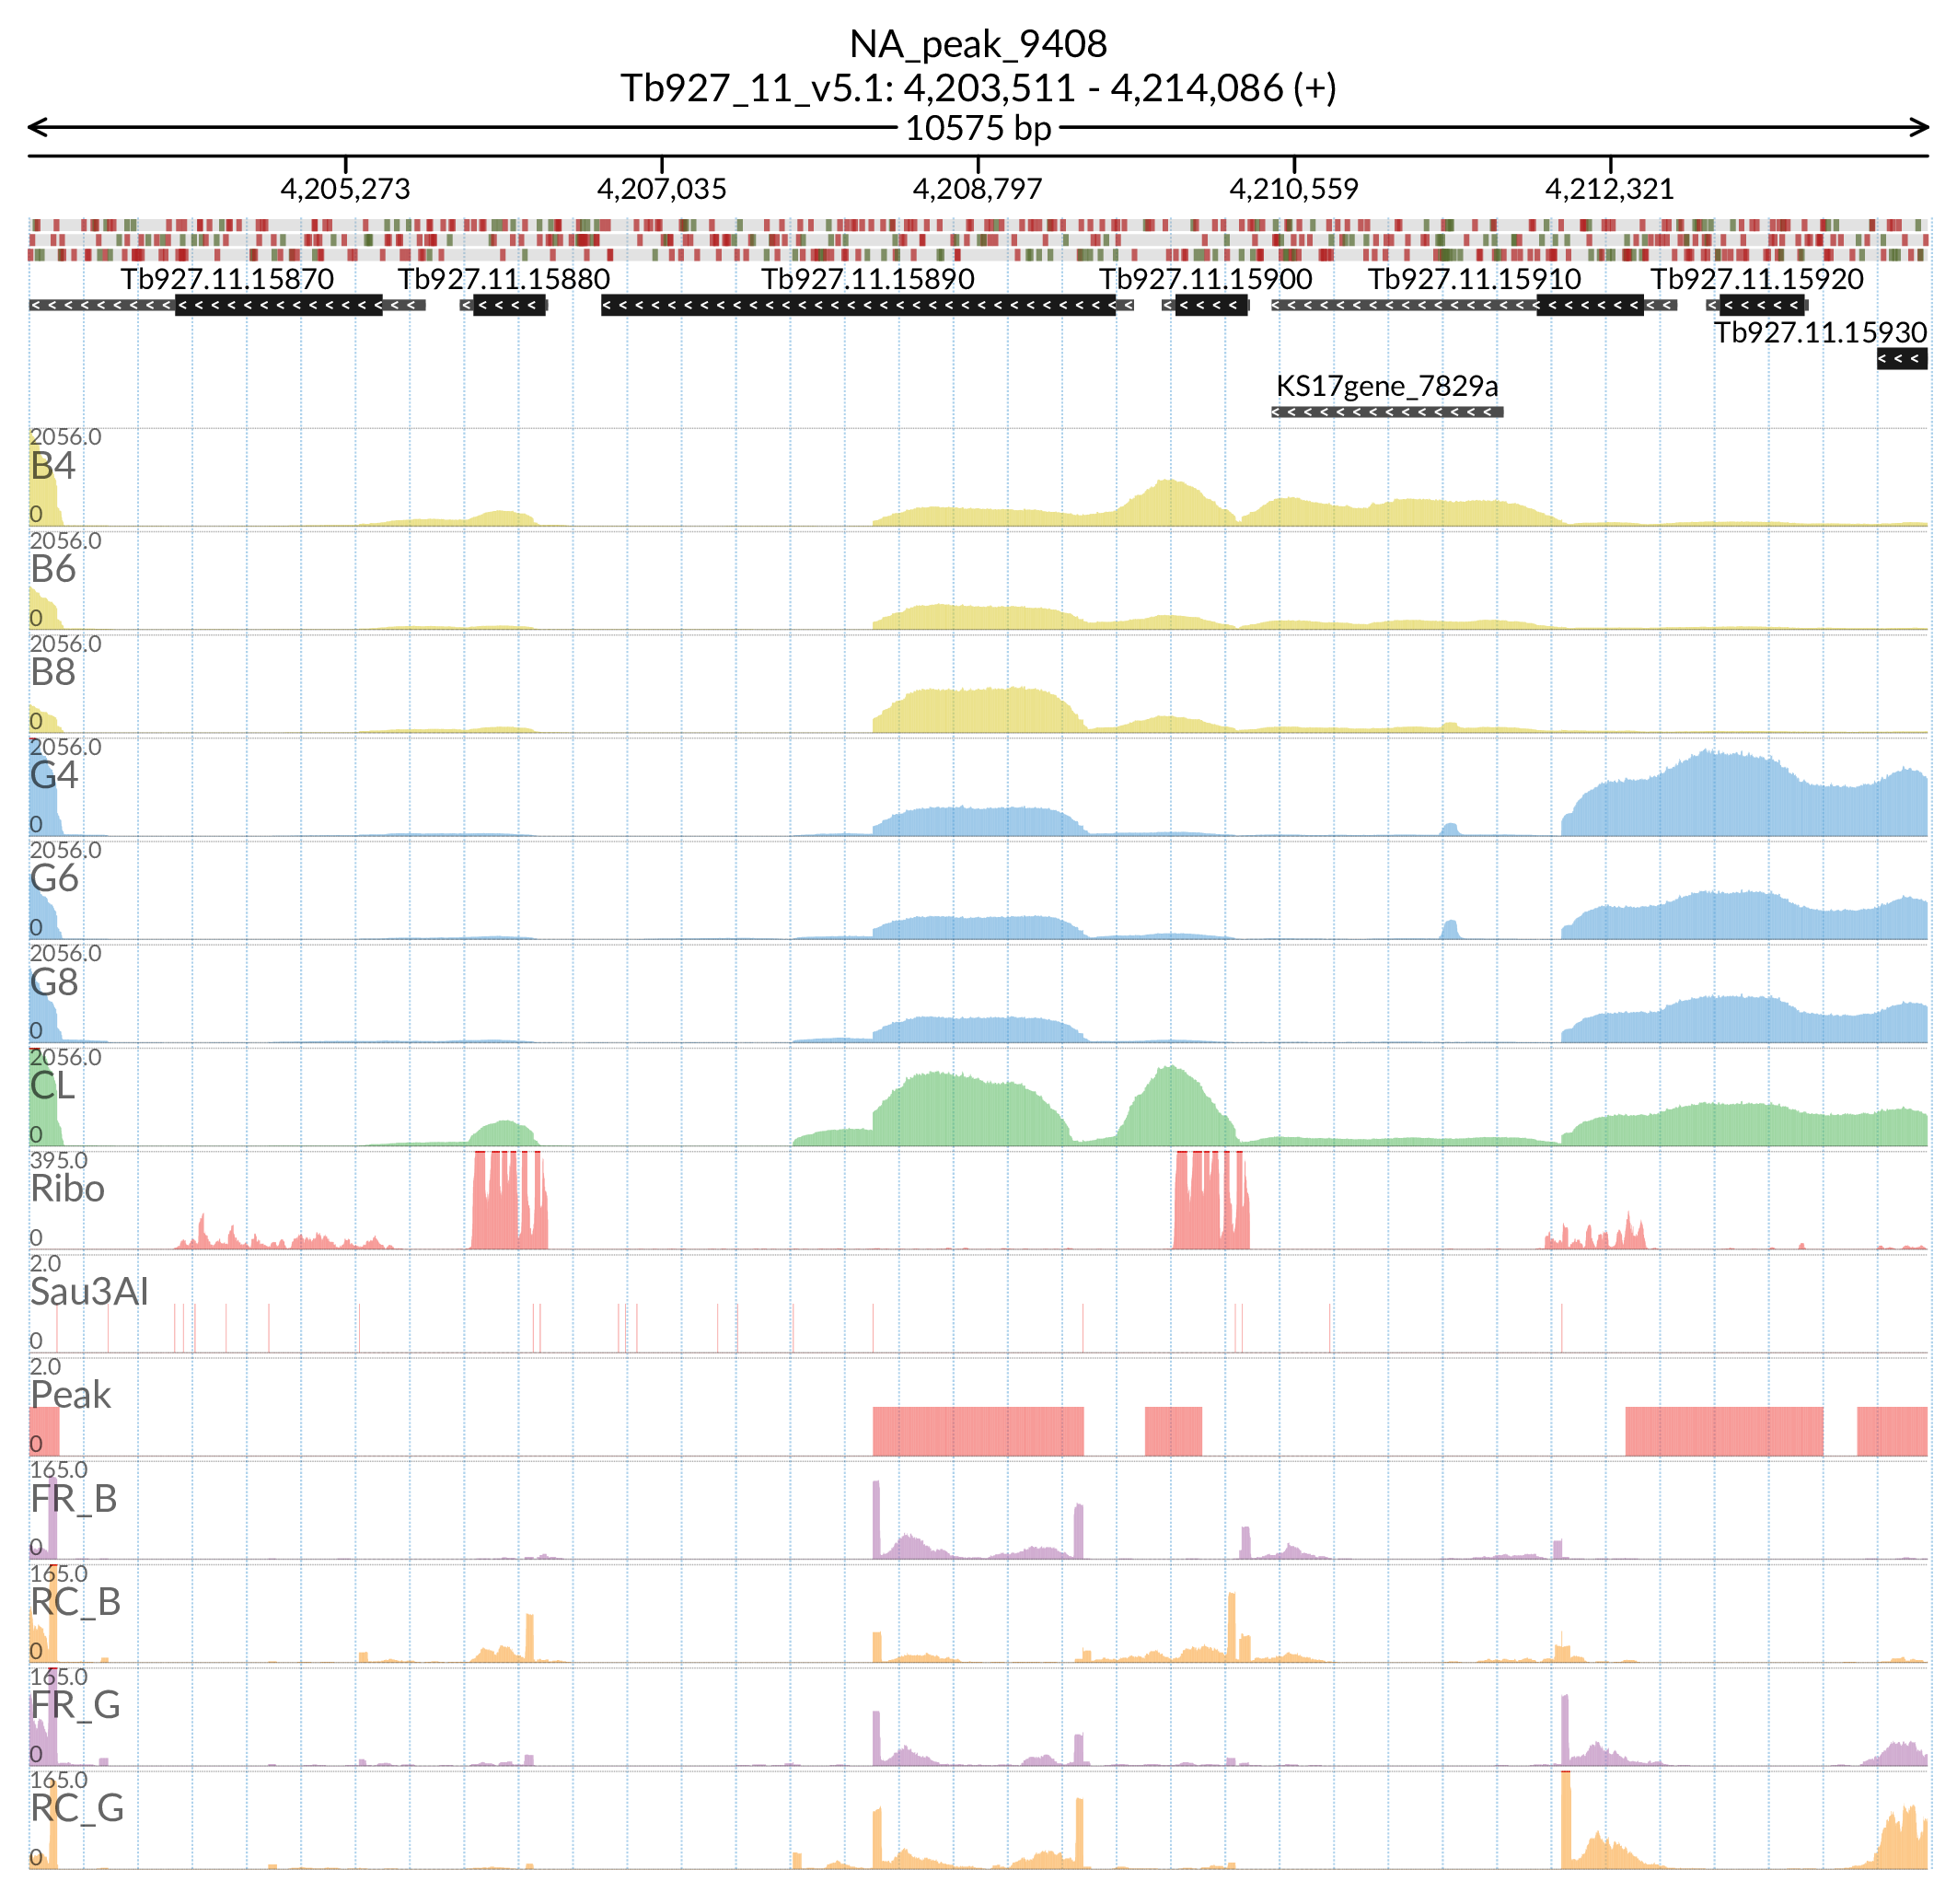 NA_peak_9408
Tb927_11_v5.1: 4,203,511 - 4,214,086 (+)
10575 bp
4,205,273 4,207,035 4,208,797 4,210,559 4,212,321
Tb927.11.15870 Tb927.11.15880 Tb927.11.15890 Tb927.11.15900 Tb927.11.15910 Tb927.11.15920
Tb927.11.15930
KS17gene_7829a
2056.0
B4
0
2056.0
B6
0
2056.0
B8
0
2056.0
G4
0
2056.0
G6
0
2056.0
G8
0
2056.0
CL
0
395.0
Ribo
0
2.0
Sau3AI
0
2.0
Peak
0
165.0
FR_B
0
165.0
RC_B
0
165.0
FR_G
0
165.0
RC_G
0